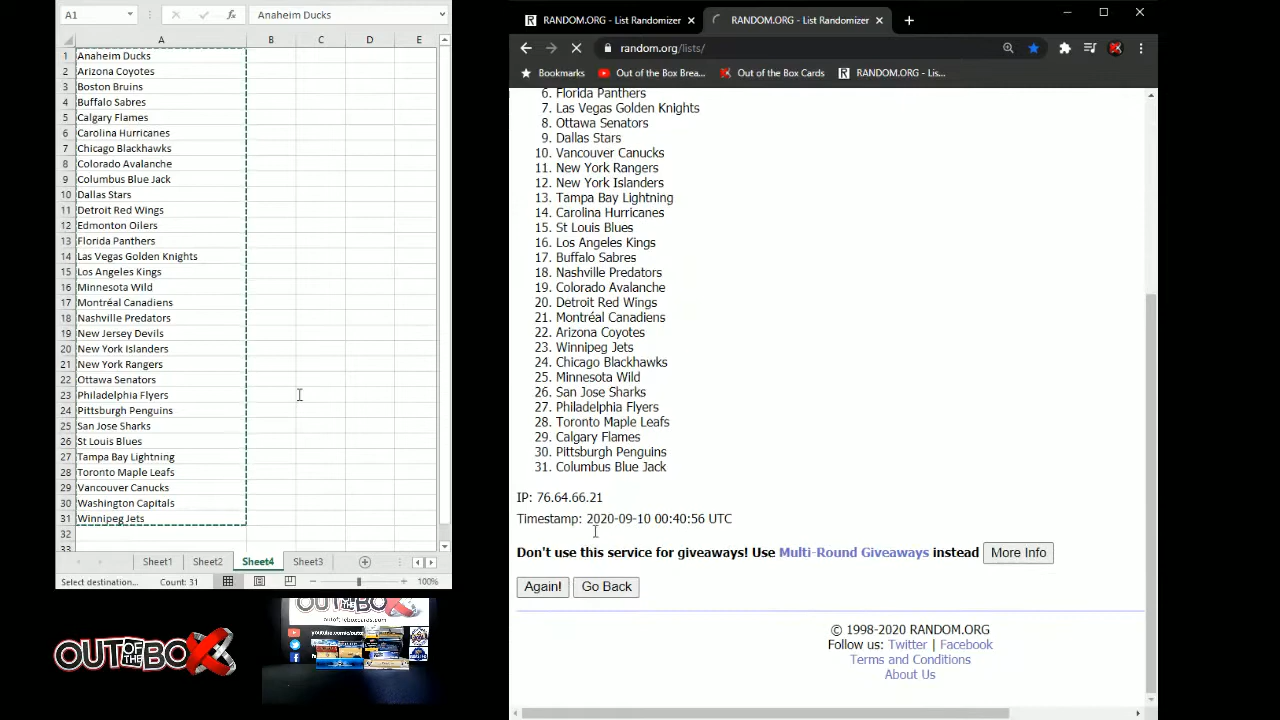 A1
fx
Anaheim Ducks
A B C D E
1 Anaheim Ducks
2 Arizona Coyotes
3 Boston Bruins
4 Buffalo Sabres
5 Calgary Flames
6 Carolina Hurricanes
7 Chicago Blackhawks
8 Colorado Avalanche
9 Columbus Blue Jack
10 Dallas Stars
11 Detroit Red Wings
12 Edmonton Oilers
13 Florida Panthers
14 Las Vegas Golden Knights
15 Los Angeles Kings
16 Minnesota Wild
17 Montréal Canadiens
18 Nashville Predators
19 New Jersey Devils
20 New York Islanders
21 New York Rangers
22 Ottawa Senators
23 Philadelphia Flyers
24 Pittsburgh Penguins
25 San Jose Sharks
26 St Louis Blues
27 Tampa Bay Lightning
28 Toronto Maple Leafs
29 Vancouver Canucks
30 Washington Capitals
31 Winnipeg Jets
32
33
Sheet1 Sheet2 Sheet4 Sheet3
Select destination... Count: 31 100%
OUT OF THE BOX
OUT OF THE BOX
outoftheboxcards.com
RANDOM.ORG - List Randomizer
RANDOM.ORG - List Randomizer
random.org/lists/
Bookmarks
Out of the Box Brea...
Out of the Box Cards
RANDOM.ORG - Lis...
6. Florida Panthers
7. Las Vegas Golden Knights
8. Ottawa Senators
9. Dallas Stars
10. Vancouver Canucks
11. New York Rangers
12. New York Islanders
13. Tampa Bay Lightning
14. Carolina Hurricanes
15. St Louis Blues
16. Los Angeles Kings
17. Buffalo Sabres
18. Nashville Predators
19. Colorado Avalanche
20. Detroit Red Wings
21. Montréal Canadiens
22. Arizona Coyotes
23. Winnipeg Jets
24. Chicago Blackhawks
25. Minnesota Wild
26. San Jose Sharks
27. Philadelphia Flyers
28. Toronto Maple Leafs
29. Calgary Flames
30. Pittsburgh Penguins
31. Columbus Blue Jack
IP: 76.64.66.21
Timestamp: 2020-09-10 00:40:56 UTC
Don't use this service for giveaways! Use Multi-Round Giveaways instead More Info
Again! Go Back
© 1998-2020 RANDOM.ORG
Follow us: Twitter | Facebook
Terms and Conditions
About Us